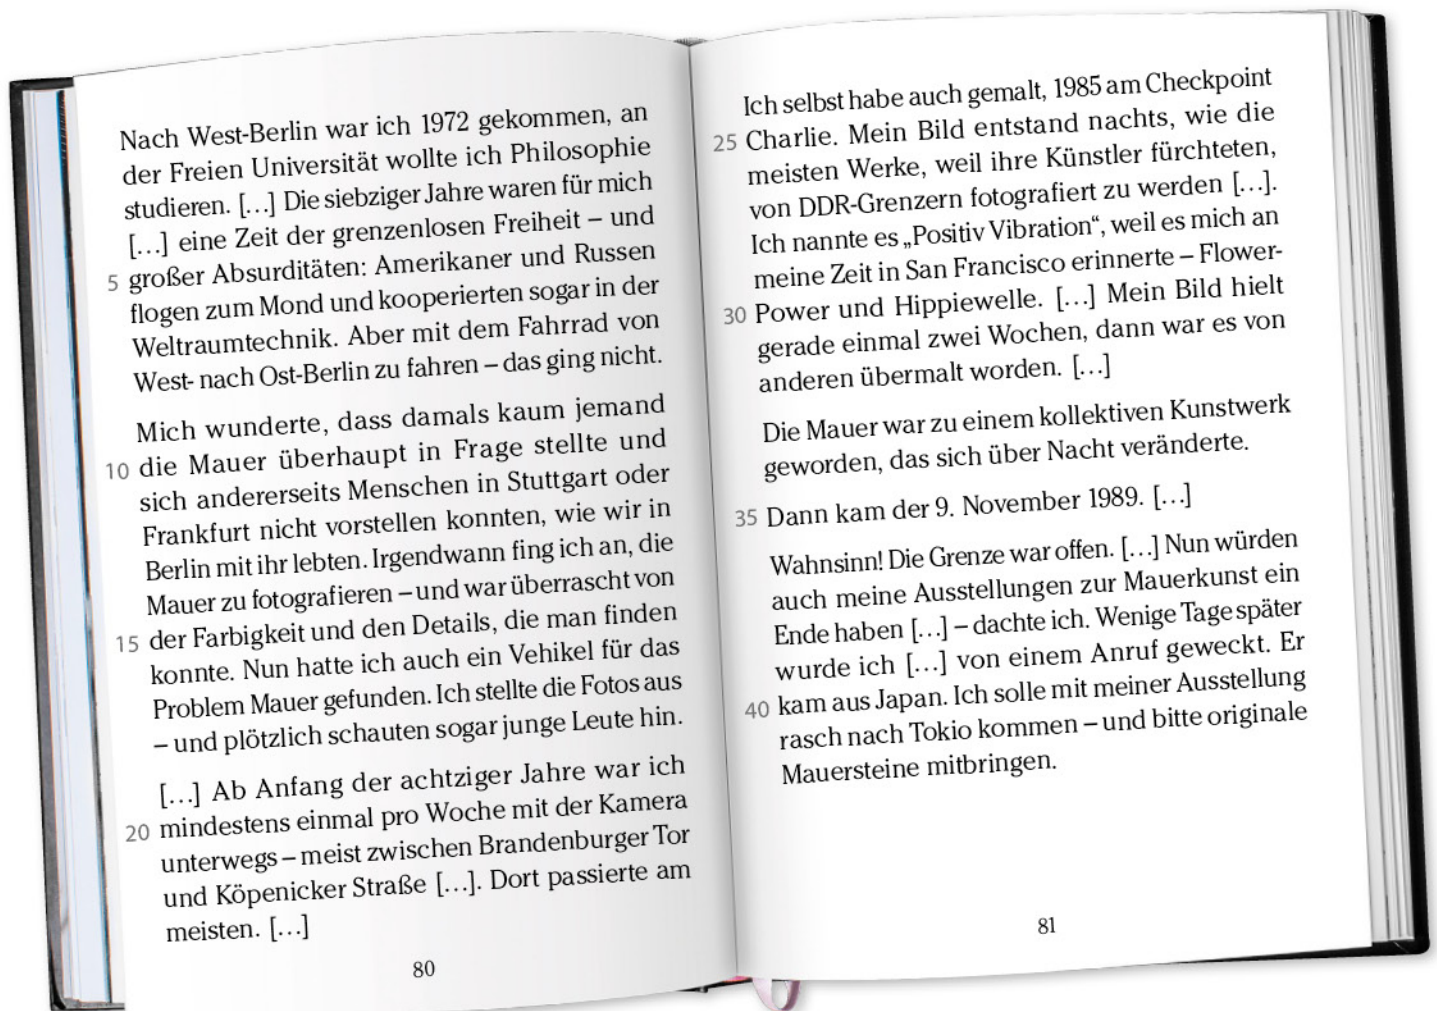 Nach West-Berlin war ich 1972 gekommen, an
der Freien Universität wollte ich Philosophie
studieren. […] Die siebziger Jahre waren für mich
[…] eine Zeit der grenzenlosen Freiheit – und
5 großer Absurditäten: Amerikaner und Russen
flogen zum Mond und kooperierten sogar in der
Weltraumtechnik. Aber mit dem Fahrrad von
West- nach Ost-Berlin zu fahren – das ging nicht.
Mich wunderte, dass damals kaum jemand
10 die Mauer überhaupt in Frage stellte und
sich andererseits Menschen in Stuttgart oder
Frankfurt nicht vorstellen konnten, wie wir in
Berlin mit ihr lebten. Irgendwann fing ich an, die
Mauer zu fotografieren – und war überrascht von
15 der Farbigkeit und den Details, die man finden
konnte. Nun hatte ich auch ein Vehikel für das
Problem Mauer gefunden. Ich stellte die Fotos aus
– und plötzlich schauten sogar junge Leute hin.
[…] Ab Anfang der achtziger Jahre war ich
20 mindestens einmal pro Woche mit der Kamera
unterwegs – meist zwischen Brandenburger Tor
und Köpenicker Straße […]. Dort passierte am
meisten. […]
80
Ich selbst habe auch gemalt, 1985 am Checkpoint
25 Charlie. Mein Bild entstand nachts, wie die
meisten Werke, weil ihre Künstler fürchteten,
von DDR-Grenzern fotografiert zu werden […].
Ich nannte es „Positiv Vibration“, weil es mich an
meine Zeit in San Francisco erinnerte – Flower-
30 Power und Hippiewelle. […] Mein Bild hielt
gerade einmal zwei Wochen, dann war es von
anderen übermalt worden. […]
Die Mauer war zu einem kollektiven Kunstwerk
geworden, das sich über Nacht veränderte.
35 Dann kam der 9. November 1989. […]
Wahnsinn! Die Grenze war offen. […] Nun würden
auch meine Ausstellungen zur Mauerkunst ein
Ende haben […] – dachte ich. Wenige Tage später
wurde ich […] von einem Anruf geweckt. Er
40 kam aus Japan. Ich solle mit meiner Ausstellung
rasch nach Tokio kommen – und bitte originale
Mauersteine mitbringen.
81